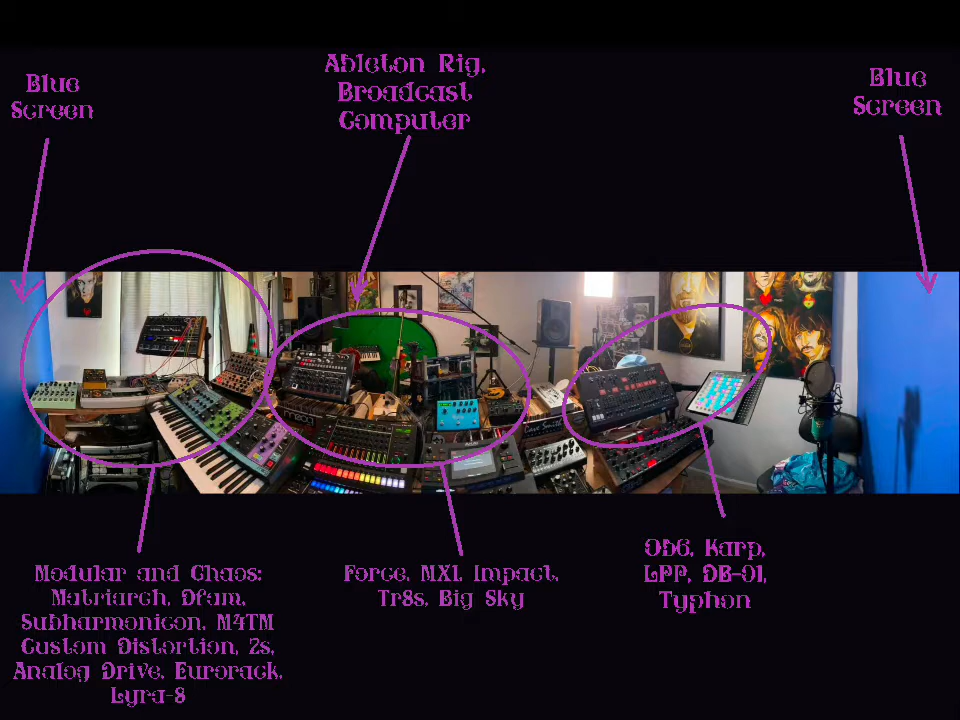 Blue
Screen
Ableton Rig,
Broadcast
Computer
Blue
Screen
Modular and Chaos:
Matriarch, Dfam,
Subharmonicon, M4TM
Custom Distortion, 2s,
Analog Drive, Eurorack,
Lyra-8
Force, MX1, Impact,
Tr8s, Big Sky
OB6, Karp,
LPP, DB-01,
Typhon